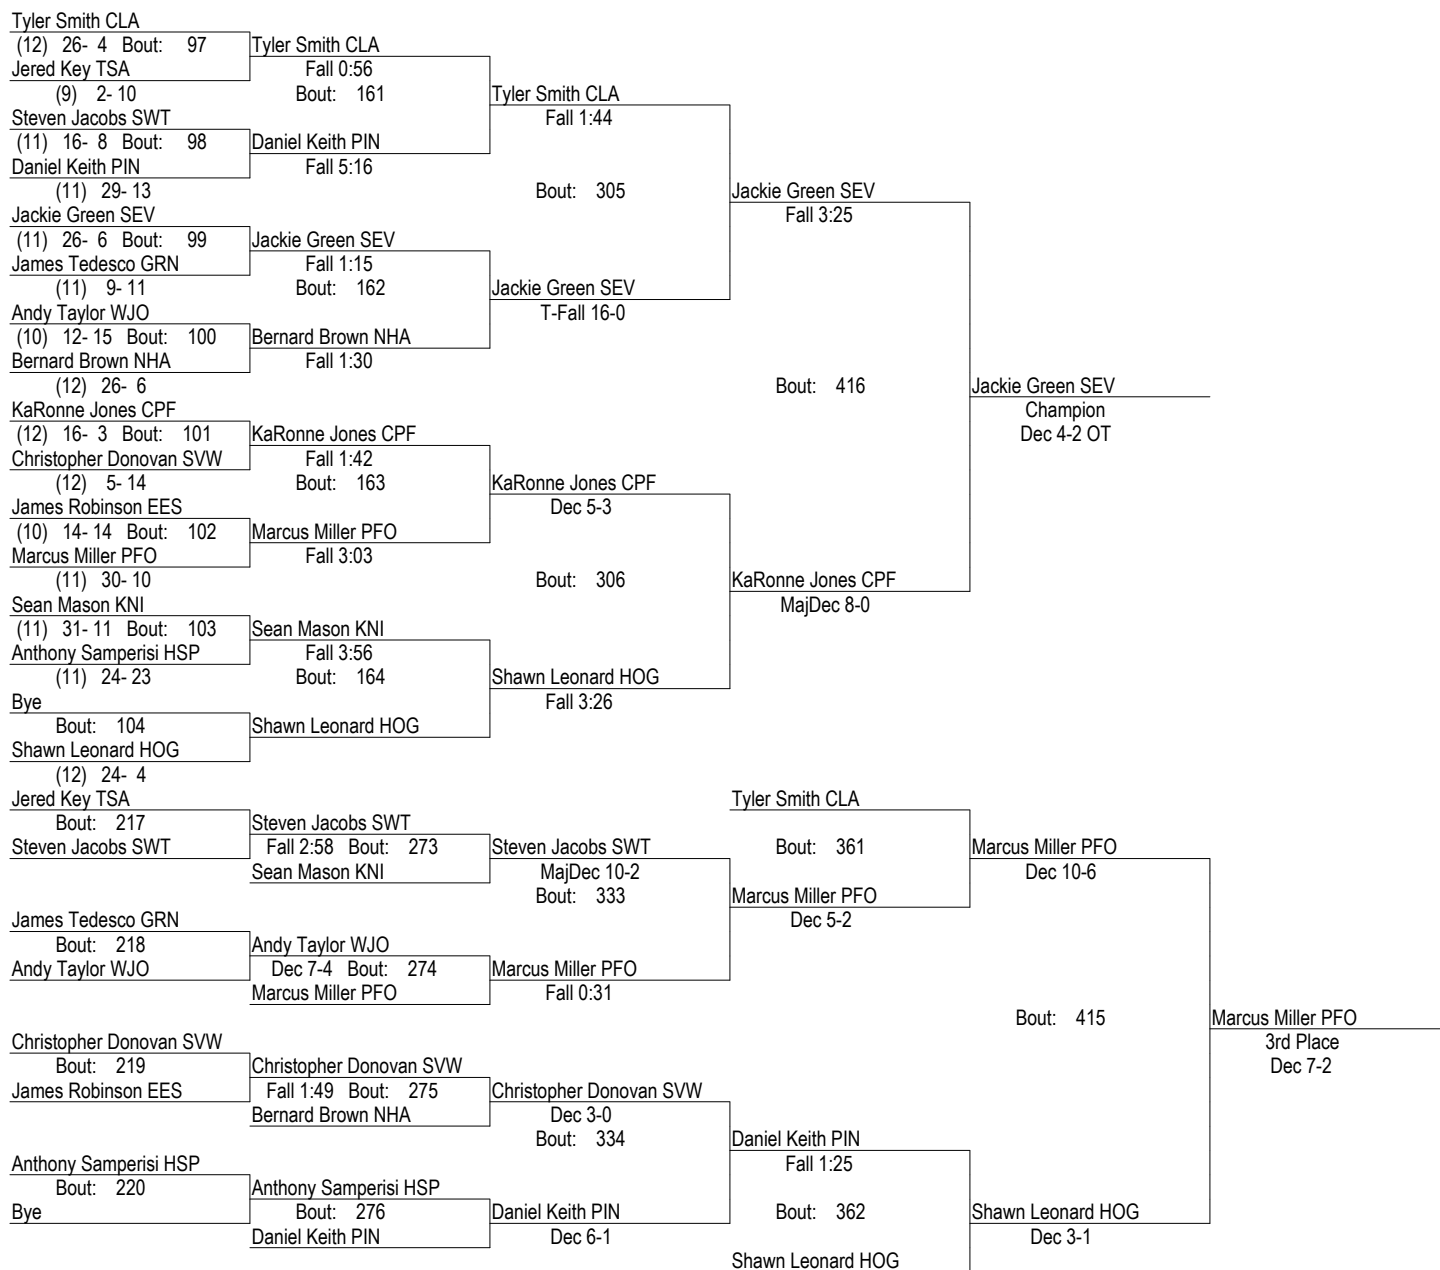 Tyler Smith CLA
(12) 26- 4 Bout: 97 Tyler Smith CLA
Jered Key TSA Fall 0:56
(9) 2- 10 Bout: 161 Tyler Smith CLA
Steven Jacobs SWT Fall 1:44
(11) 16- 8 Bout: 98 Daniel Keith PIN
Daniel Keith PIN Fall 5:16
(11) 29- 13 Bout: 305 Jackie Green SEV
Jackie Green SEV Fall 3:25
(11) 26- 6 Bout: 99 Jackie Green SEV
James Tedesco GRN Fall 1:15
(11) 9- 11 Bout: 162 Jackie Green SEV
Andy Taylor WJO T-Fall 16-0
(10) 12- 15 Bout: 100 Bernard Brown NHA
Bernard Brown NHA Fall 1:30
(12) 26- 6 Bout: 416 Jackie Green SEV
KaRonne Jones CPF Champion
(12) 16- 3 Bout: 101 KaRonne Jones CPF Dec 4-2 OT
Christopher Donovan SVW Fall 1:42
(12) 5- 14 Bout: 163 KaRonne Jones CPF
James Robinson EES Dec 5-3
(10) 14- 14 Bout: 102 Marcus Miller PFO
Marcus Miller PFO Fall 3:03
(11) 30- 10 Bout: 306 KaRonne Jones CPF
Sean Mason KNI MajDec 8-0
(11) 31- 11 Bout: 103 Sean Mason KNI
Anthony Samperisi HSP Fall 3:56
(11) 24- 23 Bout: 164 Shawn Leonard HOG
Bye Fall 3:26
Bout: 104 Shawn Leonard HOG
Shawn Leonard HOG
(12) 24- 4
Jered Key TSA Tyler Smith CLA
Bout: 217 Steven Jacobs SWT
Steven Jacobs SWT Fall 2:58 Bout: 273 Steven Jacobs SWT Bout: 361 Marcus Miller PFO
Sean Mason KNI MajDec 10-2 Dec 10-6
Bout: 333 Marcus Miller PFO
James Tedesco GRN Dec 5-2
Bout: 218 Andy Taylor WJO
Andy Taylor WJO Dec 7-4 Bout: 274 Marcus Miller PFO
Marcus Miller PFO Fall 0:31
Bout: 415 Marcus Miller PFO
Christopher Donovan SVW 3rd Place
Bout: 219 Christopher Donovan SVW Dec 7-2
James Robinson EES Fall 1:49 Bout: 275 Christopher Donovan SVW
Bernard Brown NHA Dec 3-0
Bout: 334 Daniel Keith PIN
Anthony Samperisi HSP Fall 1:25
Bout: 220 Anthony Samperisi HSP
Bye Bout: 276 Daniel Keith PIN Bout: 362 Shawn Leonard HOG
Daniel Keith PIN Dec 6-1 Dec 3-1
Shawn Leonard HOG